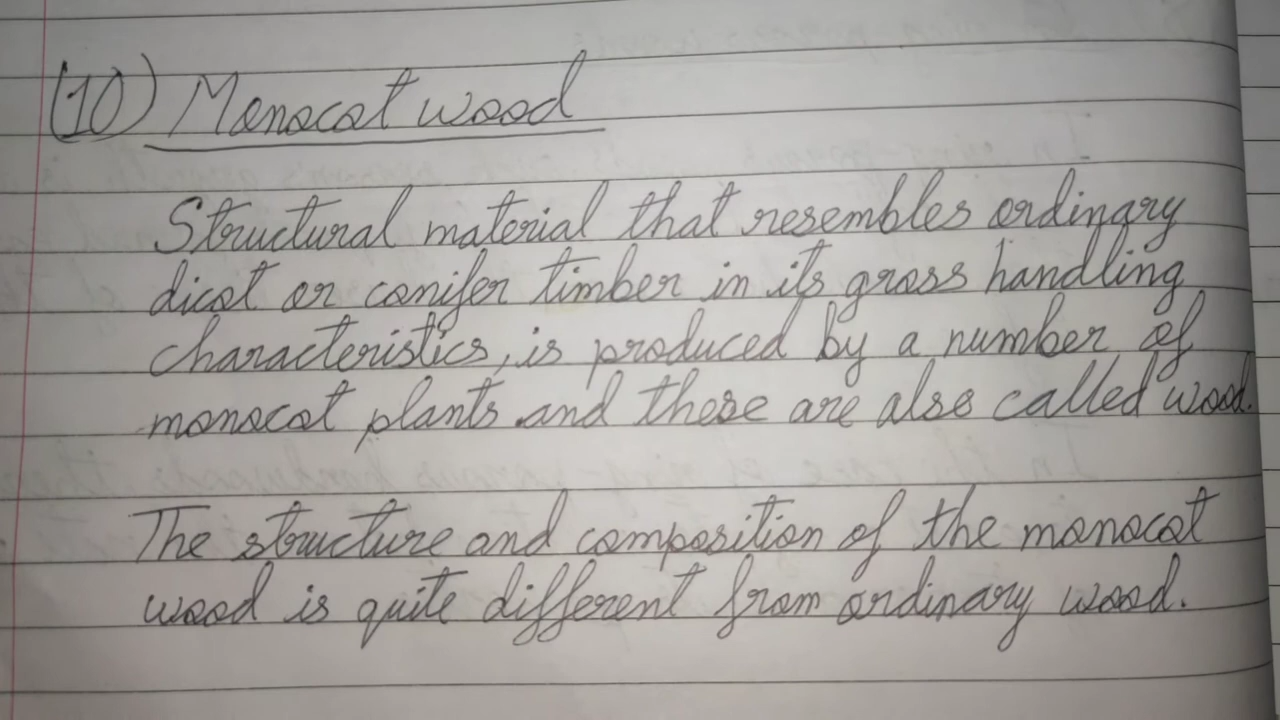 (10) Monocot wood
Structural material that resembles ordinary
dicot or conifer timber in its gross handling
characteristics, is produced by a number of
monocot plants and these are also called wood.
The structure and composition of the monocot
wood is quite different from ordinary wood.